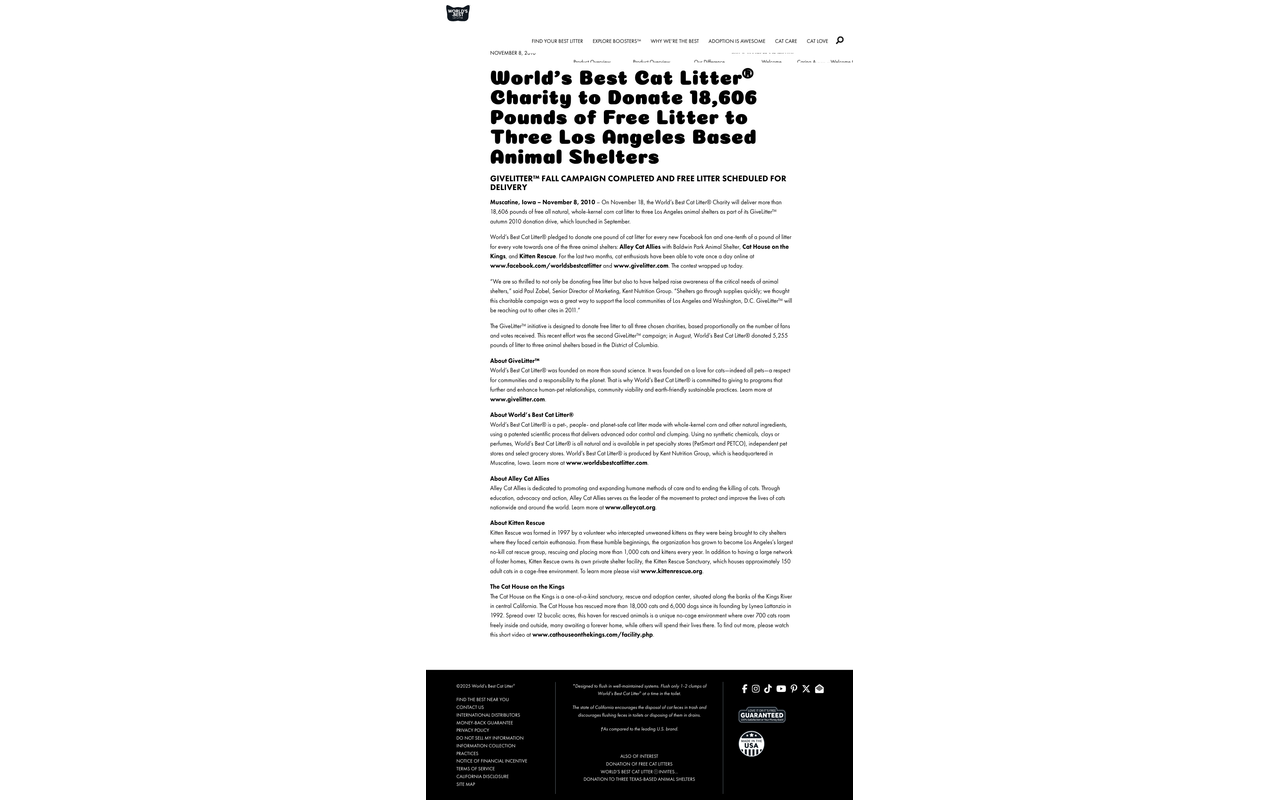 WORLD'S
BEST
FIND YOUR BEST LITTER EXPLORE BOOSTERS™ WHY WE'RE THE BEST ADOPTION IS AWESOME CAT CARE CAT LOVE
NOVEMBER 8,
Product Overview Product Overview Our Difference Welcome
World's Best Cat Litter®
Charity to Donate 18,606
Pounds of Free Litter to
Three Los Angeles Based
Animal Shelters
GIVELITTER™ FALL CAMPAIGN COMPLETED AND FREE LITTER SCHEDULED FOR
DELIVERY
Muscatine, Iowa – November 8, 2010 – On November 18, the World's Best Cat Litter® Charity will deliver more than
18,606 pounds of free all natural, whole-kernel corn cat litter to three Los Angeles animal shelters as part of its GiveLitter™
autumn 2010 donation drive, which launched in September.
World's Best Cat Litter® pledged to donate one pound of cat litter for every new Facebook fan and one-tenth of a pound of litter
for every vote towards one of the three animal shelters: Alley Cat Allies with Baldwin Park Animal Shelter, Cat House on the
Kings, and Kitten Rescue. For the last two months, cat enthusiasts have been able to vote once a day online at
www.facebook.com/worldsbestcatlitter and www.givelitter.com. The contest wrapped up today.
"We are so thrilled to not only be donating free litter but also to have helped raise awareness of the critical needs of animal
shelters," said Paul Zobel, Senior Director of Marketing, Kent Nutrition Group. "Shelters go through supplies quickly; we thought
this charitable campaign was a great way to support the local communities of Los Angeles and Washington, D.C. GiveLitter™ will
be reaching out to other cites in 2011."
The GiveLitter™ initiative is designed to donate free litter to all three chosen charities, based proportionally on the number of fans
and votes received. This recent effort was the second GiveLitter™ campaign; in August, World's Best Cat Litter® donated 5,255
pounds of litter to three animal shelters based in the District of Columbia.
About GiveLitter™
World's Best Cat Litter® was founded on more than sound science. It was founded on a love for cats—indeed all pets—a respect
for communities and a responsibility to the planet. That is why World's Best Cat Litter® is committed to giving to programs that
further and enhance human-pet relationships, community viability and earth-friendly sustainable practices. Learn more at
www.givelitter.com.
About World's Best Cat Litter®
World's Best Cat Litter® is a pet-, people- and planet-safe cat litter made with whole-kernel corn and other natural ingredients,
using a patented scientific process that delivers advanced odor control and clumping. Using no synthetic chemicals, clays or
perfumes, World's Best Cat Litter® is all natural and is available in pet specialty stores (PetSmart and PETCO), independent pet
stores and select grocery stores. World's Best Cat Litter® is produced by Kent Nutrition Group, which is headquartered in
Muscatine, Iowa. Learn more at www.worldsbestcatlitter.com.
About Alley Cat Allies
Alley Cat Allies is dedicated to promoting and expanding humane methods of care and to ending the killing of cats. Through
education, advocacy and action, Alley Cat Allies serves as the leader of the movement to protect and improve the lives of cats
nationwide and around the world. Learn more at www.alleycat.org.
About Kitten Rescue
Kitten Rescue was formed in 1997 by a volunteer who intercepted unweaned kittens as they were being brought to city shelters
where they faced certain euthanasia. From these humble beginnings, the organization has grown to become Los Angeles's largest
no-kill cat rescue group, rescuing and placing more than 1,000 cats and kittens every year. In addition to having a large network
of foster homes, Kitten Rescue owns its own private shelter facility, the Kitten Rescue Sanctuary, which houses approximately 150
adult cats in a cage-free environment. To learn more please visit www.kittenrescue.org.
The Cat House on the Kings
The Cat House on the Kings is a one-of-a-kind sanctuary, rescue and adoption center, situated along the banks of the Kings River
in central California. The Cat House has rescued more than 18,000 cats and 6,000 dogs since its founding by Lynea Lattanzio in
1992. Spread over 12 bucolic acres, this haven for rescued animals is a unique no-cage environment where over 700 cats roam
freely inside and outside, many awaiting a forever home, while others will spend their lives there. To find out more, please watch
this short video at www.cathouseonthekings.com/facility.php.
©2025 World's Best Cat Litter®
FIND THE BEST NEAR YOU
CONTACT US
INTERNATIONAL DISTRIBUTORS
MONEY-BACK GUARANTEE
PRIVACY POLICY
DO NOT SELL MY INFORMATION
INFORMATION COLLECTION
PRACTICES
NOTICE OF FINANCIAL INCENTIVE
TERMS OF SERVICE
CALIFORNIA DISCLOSURE
SITE MAP
*Designed to flush in well-maintained systems. Flush only 1-2 clumps of
World's Best Cat Litter® at a time in the toilet.
The state of California encourages the disposal of cat feces in trash and
discourages flushing feces in toilets or disposing of them in drains.
†As compared to the leading U.S. brand.
ALSO OF INTEREST
DONATION OF FREE CAT LITTERS
WORLD'S BEST CAT LITTER ⓇINVITES...
DONATION TO THREE TEXAS-BASED ANIMAL SHELTERS
GUARANTEED
MADE IN THE
USA